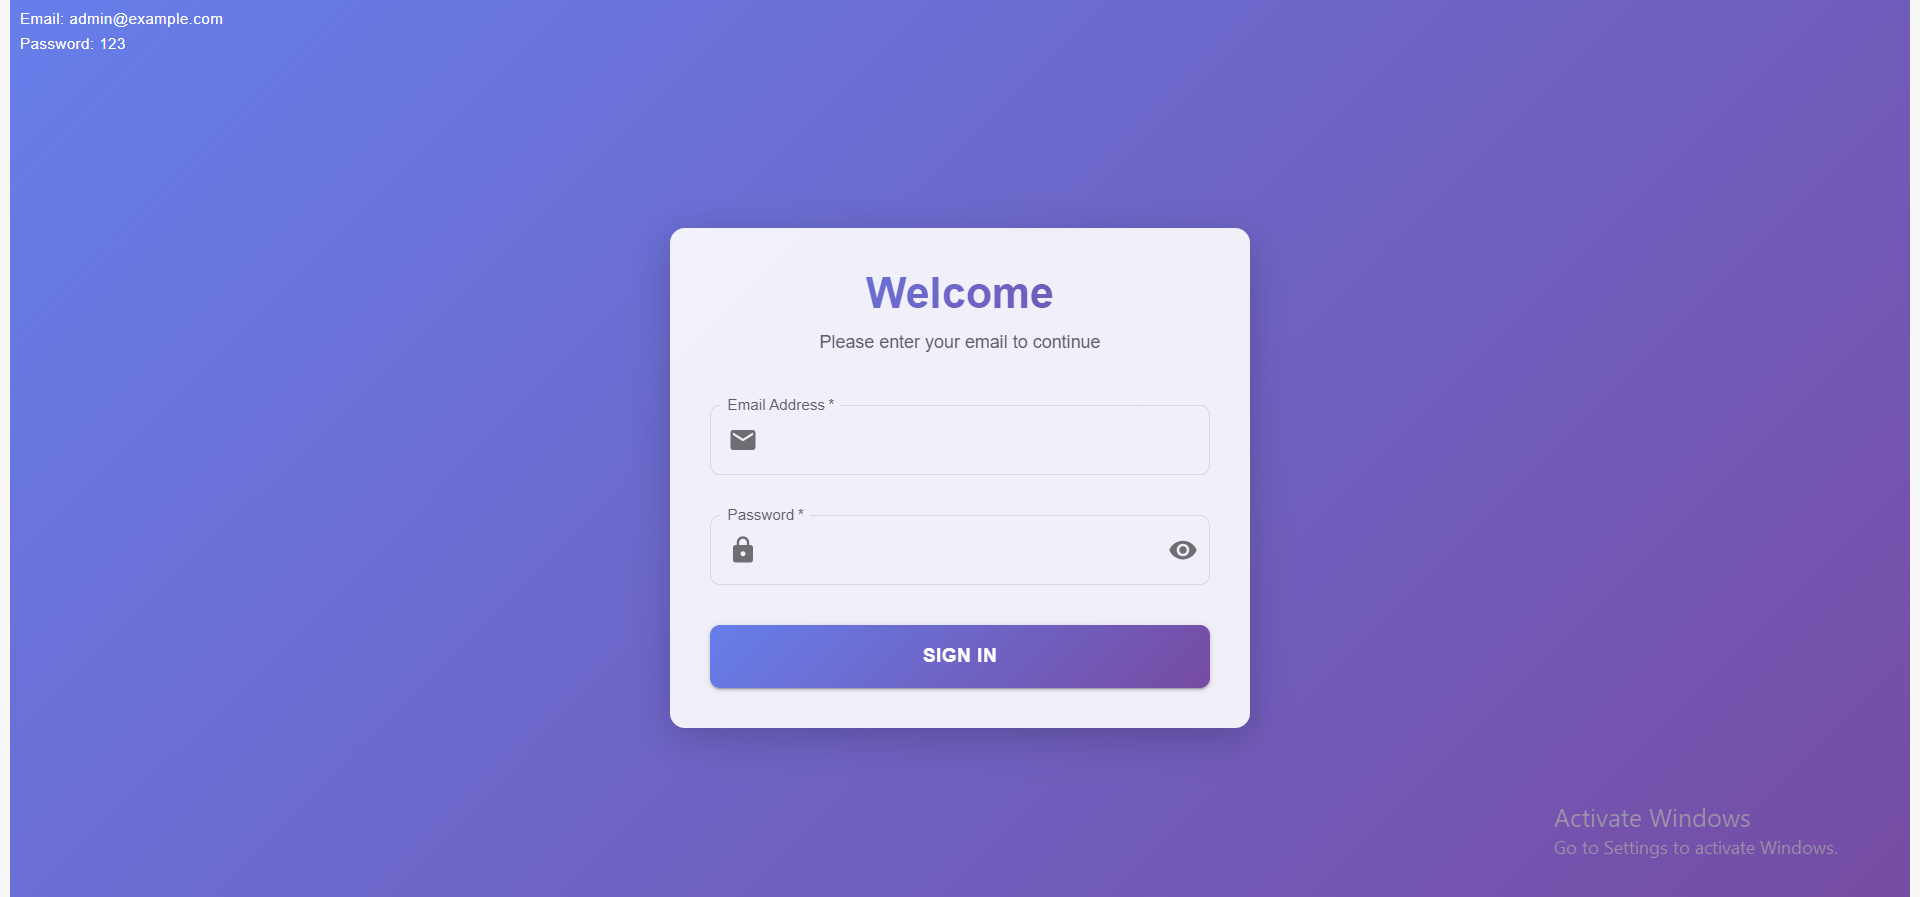 Email: admin@example.com
Password: 123
Welcome
Please enter your email to continue
Email Address *
Password *
SIGN IN
Activate Windows
Go to Settings to activate Windows.